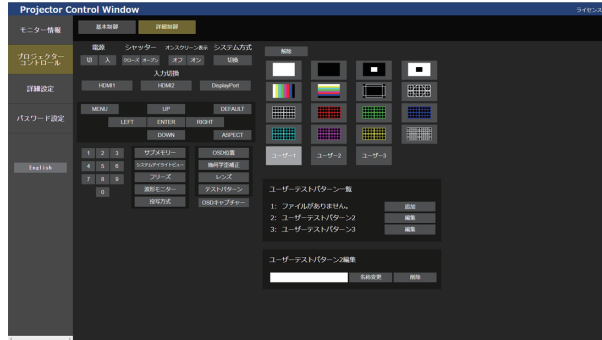 Projector Control Window
ライセンス
モニター情報
プロジェクター
コントロール
詳細設定
パスワード設定
English
基本制御
詳細制御
電源
シャッター
オンスクリーン表示
システム方式
切
入
クローズ
オープン
オフ
オン
切換
入力切換
HDMI1
HDMI2
DisplayPort
MENU
UP
DEFAULT
LEFT
ENTER
RIGHT
DOWN
ASPECT
1 2 3
4 5 6
7 8 9
0
サブメモリー
システムデイライトビュー
フリーズ
波形モニター
投写方式
OSD位置
幾何学歪補正
レンズ
テストパターン
OSDキャプチャー
解除
ユーザー1
ユーザー2
ユーザー3
ユーザーテストパターン一覧
1: ファイルがありません。
追加
2: ユーザーテストパターン2
編集
3: ユーザーテストパターン3
編集
ユーザーテストパターン2編集
名称変更
削除